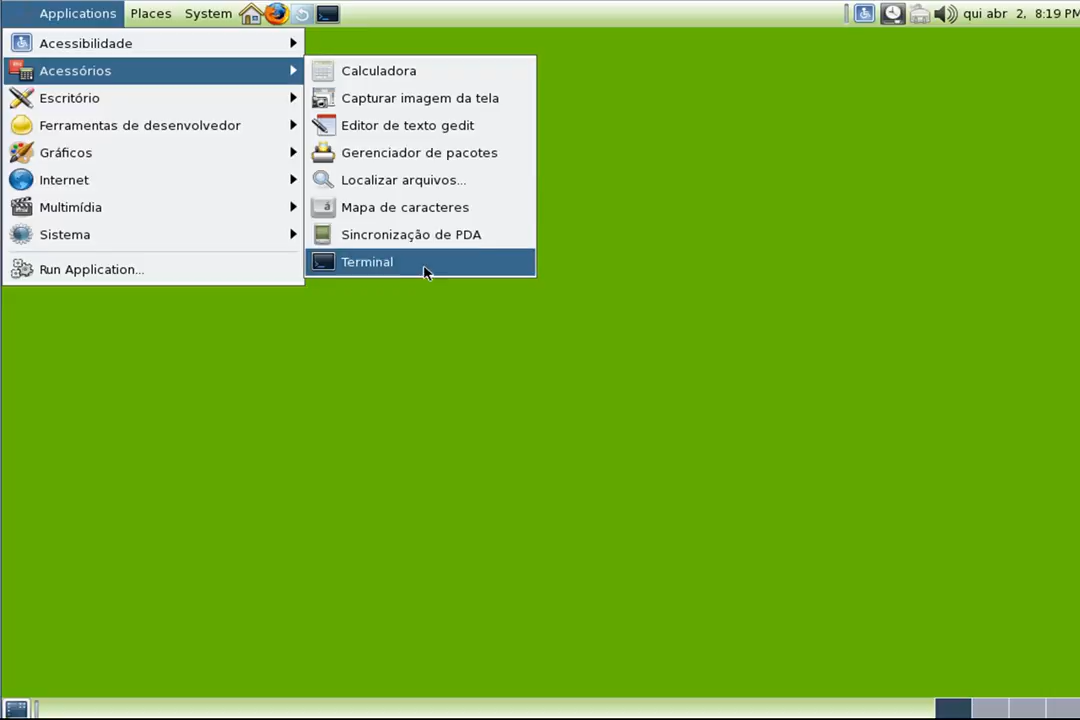 Applications Places System qui abr 2, 8:19 PM
Acessibilidade
Acessórios
Escritório
Ferramentas de desenvolvedor
Gráficos
Internet
Multimídia
Sistema
Run Application...
Calculadora
Capturar imagem da tela
Editor de texto gedit
Gerenciador de pacotes
Localizar arquivos...
Mapa de caracteres
Sincronização de PDA
Terminal